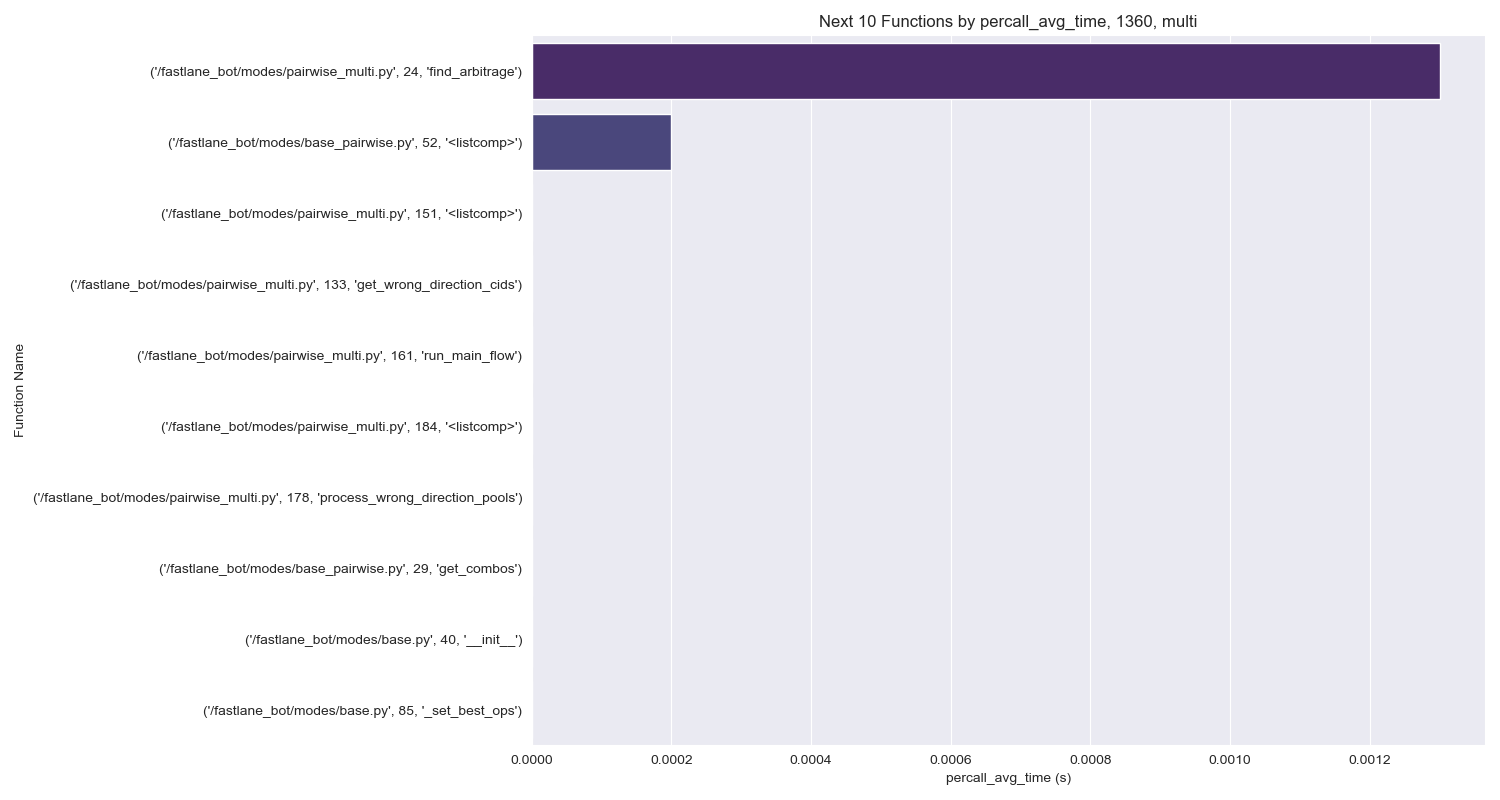 Next 10 Functions by percall_avg_time, 1360, multi
('/fastlane_bot/modes/pairwise_multi.py', 24, 'find_arbitrage')
('/fastlane_bot/modes/base_pairwise.py', 52, '<listcomp>')
('/fastlane_bot/modes/pairwise_multi.py', 151, '<listcomp>')
('/fastlane_bot/modes/pairwise_multi.py', 133, 'get_wrong_direction_cids')
('/fastlane_bot/modes/pairwise_multi.py', 161, 'run_main_flow')
('/fastlane_bot/modes/pairwise_multi.py', 184, '<listcomp>')
('/fastlane_bot/modes/pairwise_multi.py', 178, 'process_wrong_direction_pools')
('/fastlane_bot/modes/base_pairwise.py', 29, 'get_combos')
('/fastlane_bot/modes/base.py', 40, '__init__')
('/fastlane_bot/modes/base.py', 85, '_set_best_ops')
Function Name
0.0000 0.0002 0.0004 0.0006 0.0008 0.0010 0.0012
percall_avg_time (s)